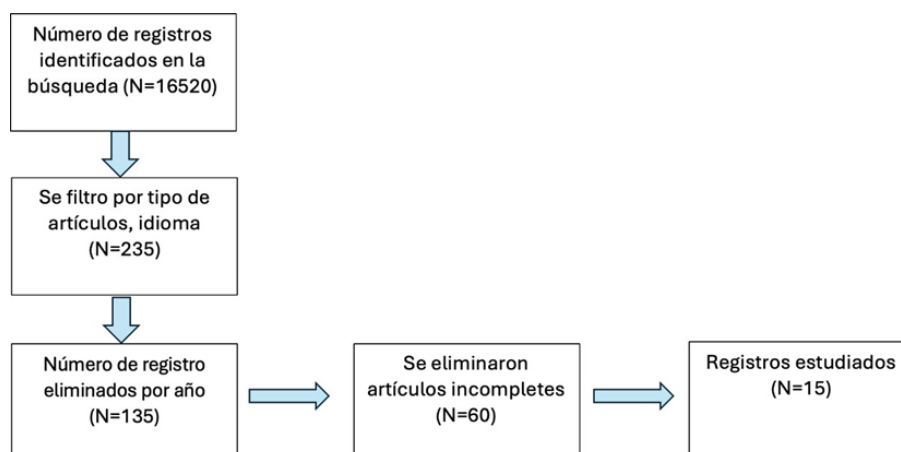 Número de registros
identificados en la
búsqueda (N=16520)
Se filtro por tipo de
artículos, idioma
(N=235)
Número de registro
eliminados por año
(N=135)
Se eliminaron
artículos incompletes
(N=60)
Registros estudiados
(N=15)